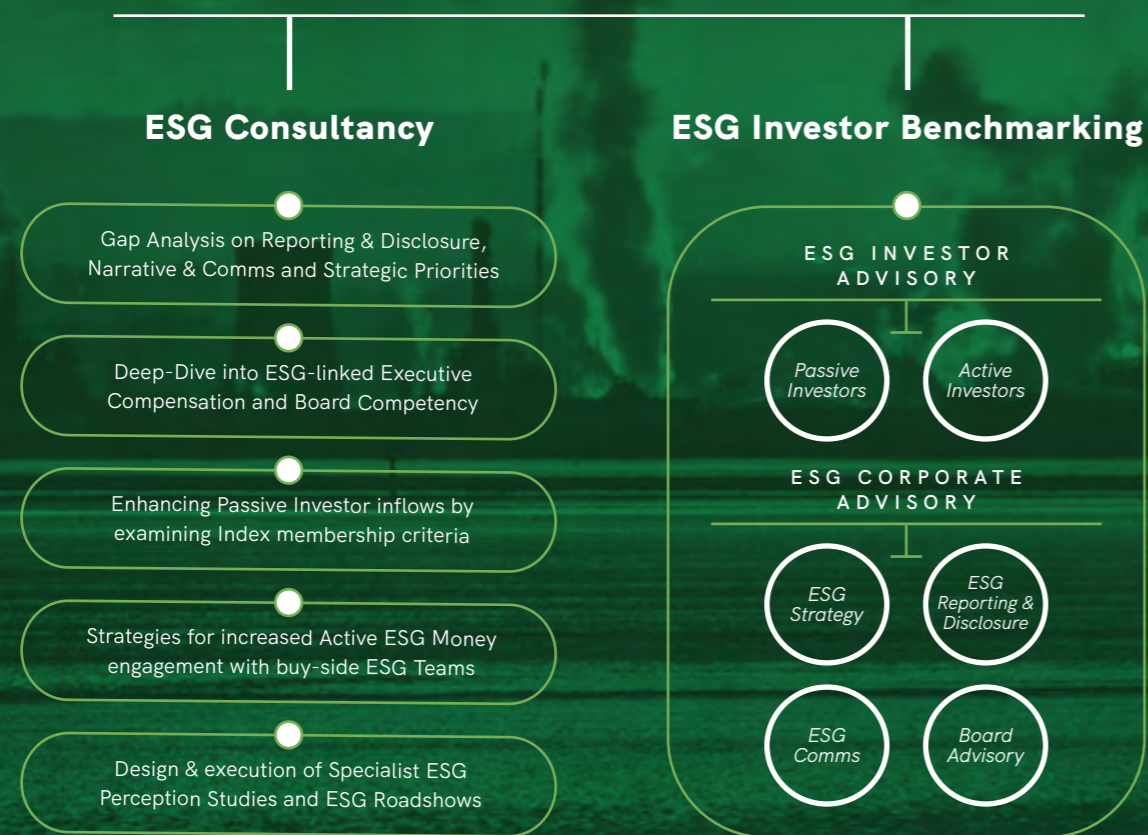 ESG Consultancy
Gap Analysis on Reporting & Disclosure,
Narrative & Comms and Strategic Priorities
Deep-Dive into ESG-linked Executive
Compensation and Board Competency
Enhancing Passive Investor inflows by
examining Index membership criteria
Strategies for increased Active ESG Money
engagement with buy-side ESG Teams
Design & execution of Specialist ESG
Perception Studies and ESG Roadshows
ESG Investor Benchmarking
ESG INVESTOR
ADVISORY
Passive
Investors
Active
Investors
ESG CORPORATE
ADVISORY
ESG
Strategy
ESG
Reporting &
Disclosure
ESG
Comms
Board
Advisory